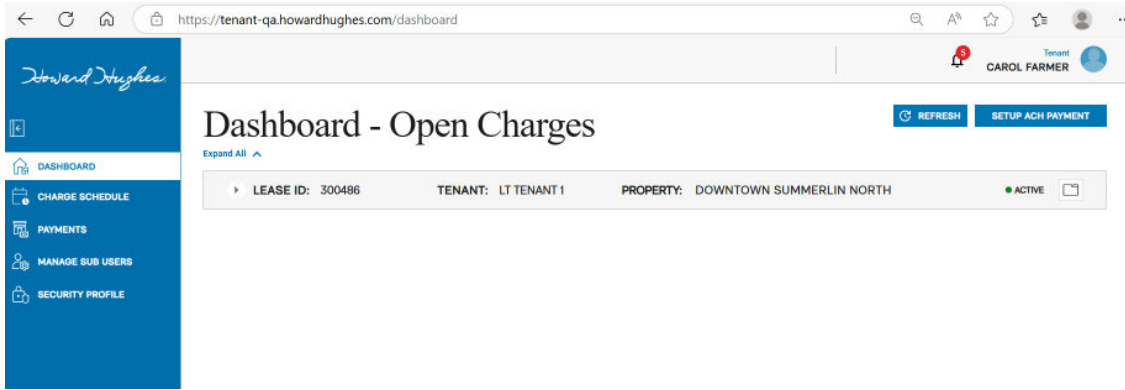 https://tenant-qa.howardhughes.com/dashboard
Howard Hughes.
5
Tenant
CAROL FARMER
Dashboard - Open Charges
REFRESH
SETUP ACH PAYMENT
Expand All
DASHBOARD
LEASE ID: 300486 TENANT: LT TENANT 1 PROPERTY: DOWNTOWN SUMMERLIN NORTH ACTIVE
CHARGE SCHEDULE
PAYMENTS
MANAGE SUB USERS
SECURITY PROFILE